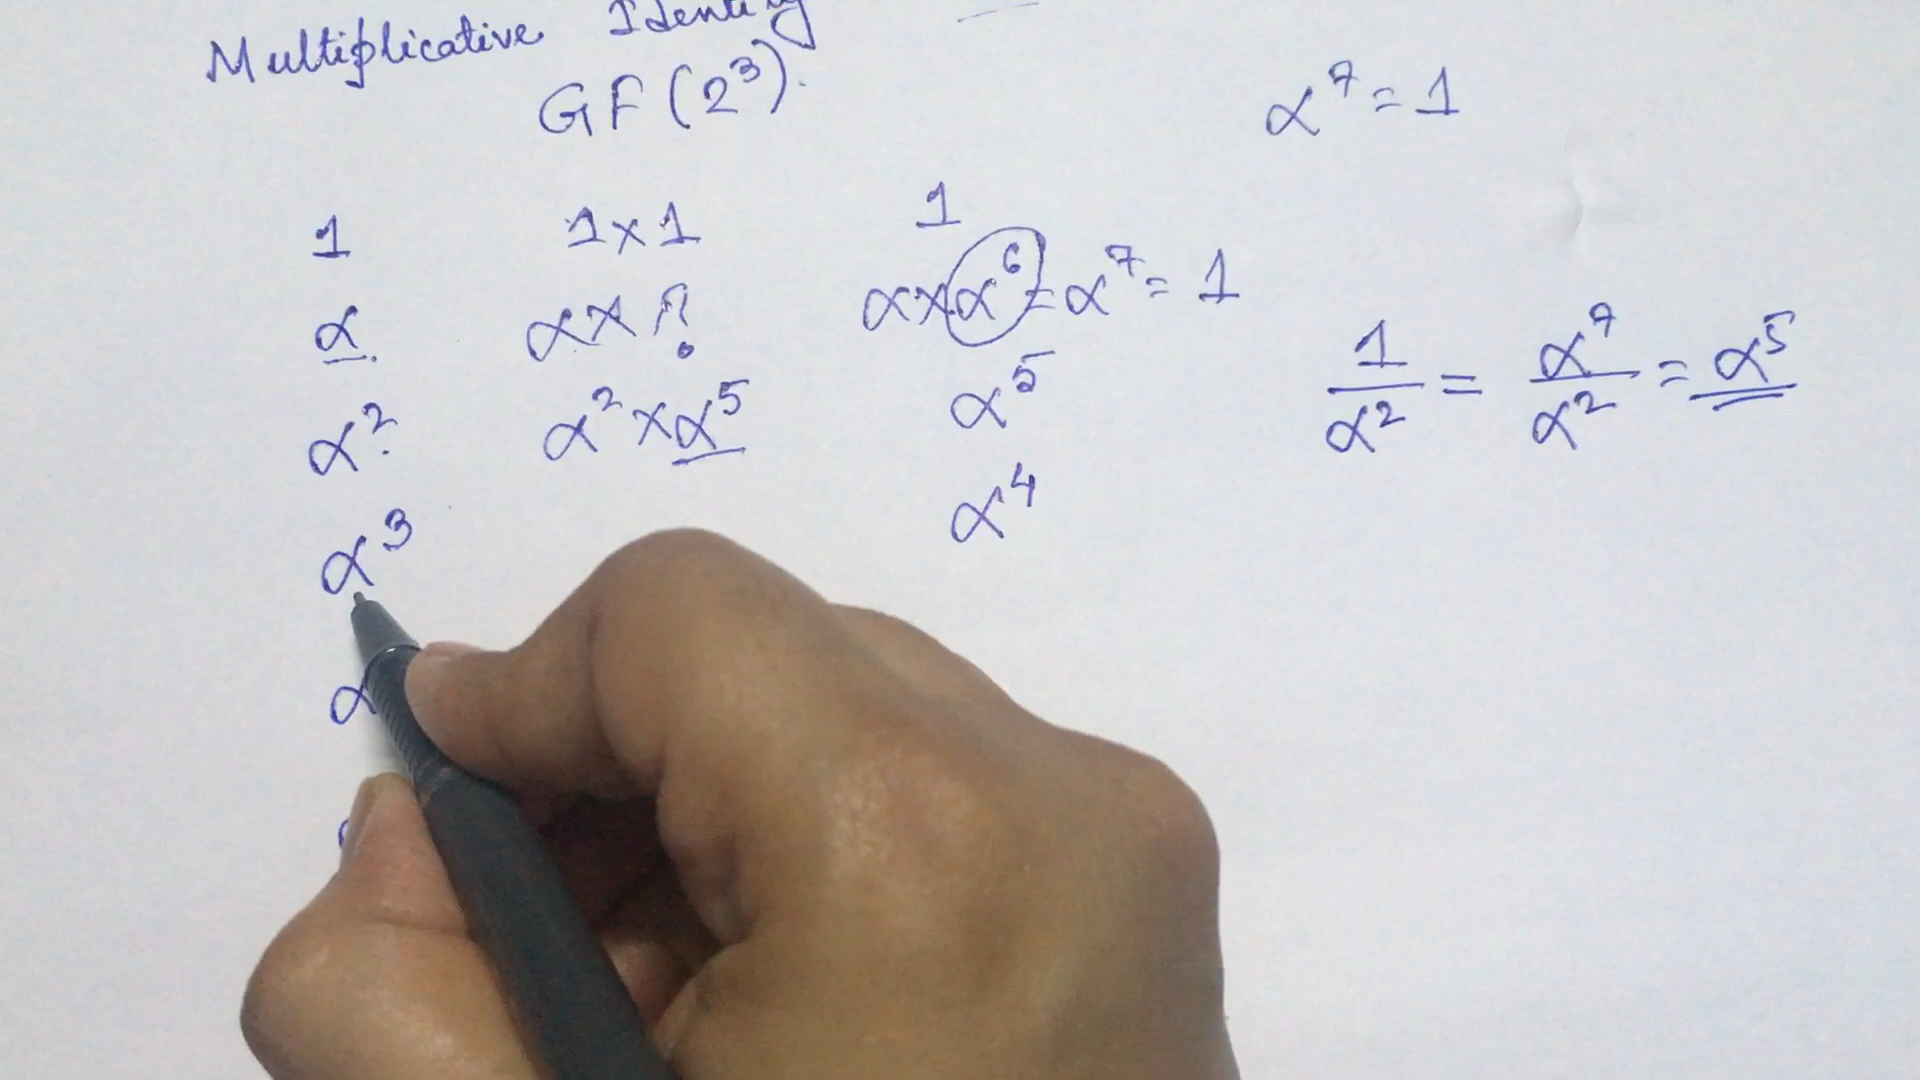 Multiplicative Identity
GF(2³).
α⁷ = 1
1 1×1 1
α α×? α×α⁶ = α⁷ = 1
α² α²×α⁵ α⁵ 1/α² = α⁷/α² = α⁵
α³ α⁴
α